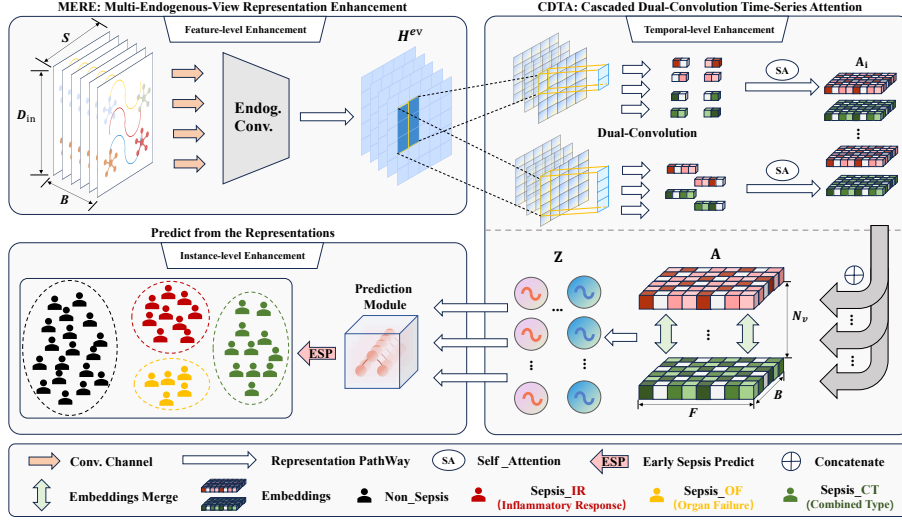 MERE: Multi-Endogenous-View Representation Enhancement
Feature-level Enhancement
S
D_in
B
Endog.
Conv.
H^ev
CDTA: Cascaded Dual-Convolution Time-Series Attention
Temporal-level Enhancement
SA
A_i
Dual-Convolution
SA
Predict from the Representations
Instance-level Enhancement
Prediction
Module
ESP
Z
A
N_v
F
B
Conv. Channel
Representation PathWay
SA
Self _Attention
ESP
Early Sepsis Predict
Concatenate
Embeddings Merge
Embeddings
Non_Sepsis
Sepsis_IR
(Inflammatory Response)
Sepsis_OF
(Organ Failure)
Sepsis_CT
(Combined Type)